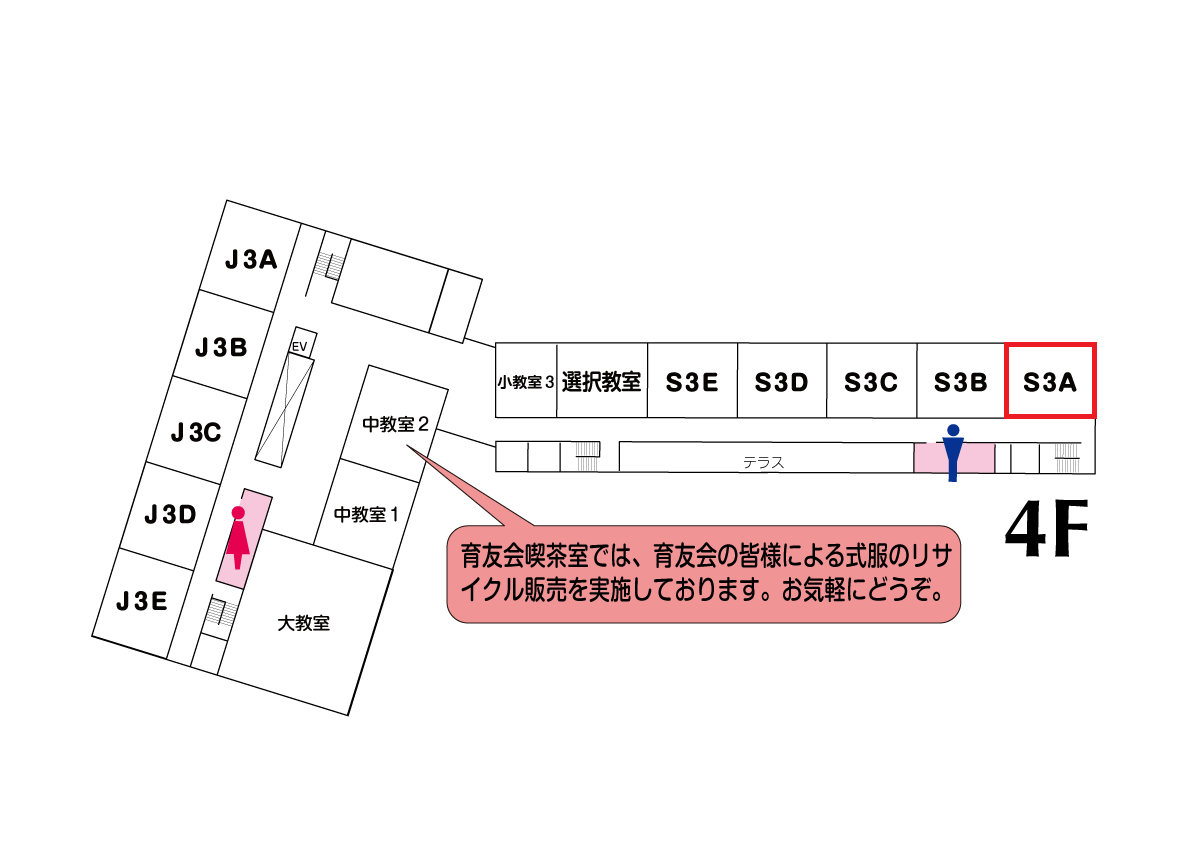 J3A
J3B
EV
小教室3
選択教室
S3E
S3D
S3C
S3B
S3A
J3C
中教室2
テラス
J3D
中教室1
4F
育友会喫茶室では、育友会の皆様による式服のリサ
イクル販売を実施しております。お気軽にどうぞ。
J3E
大教室